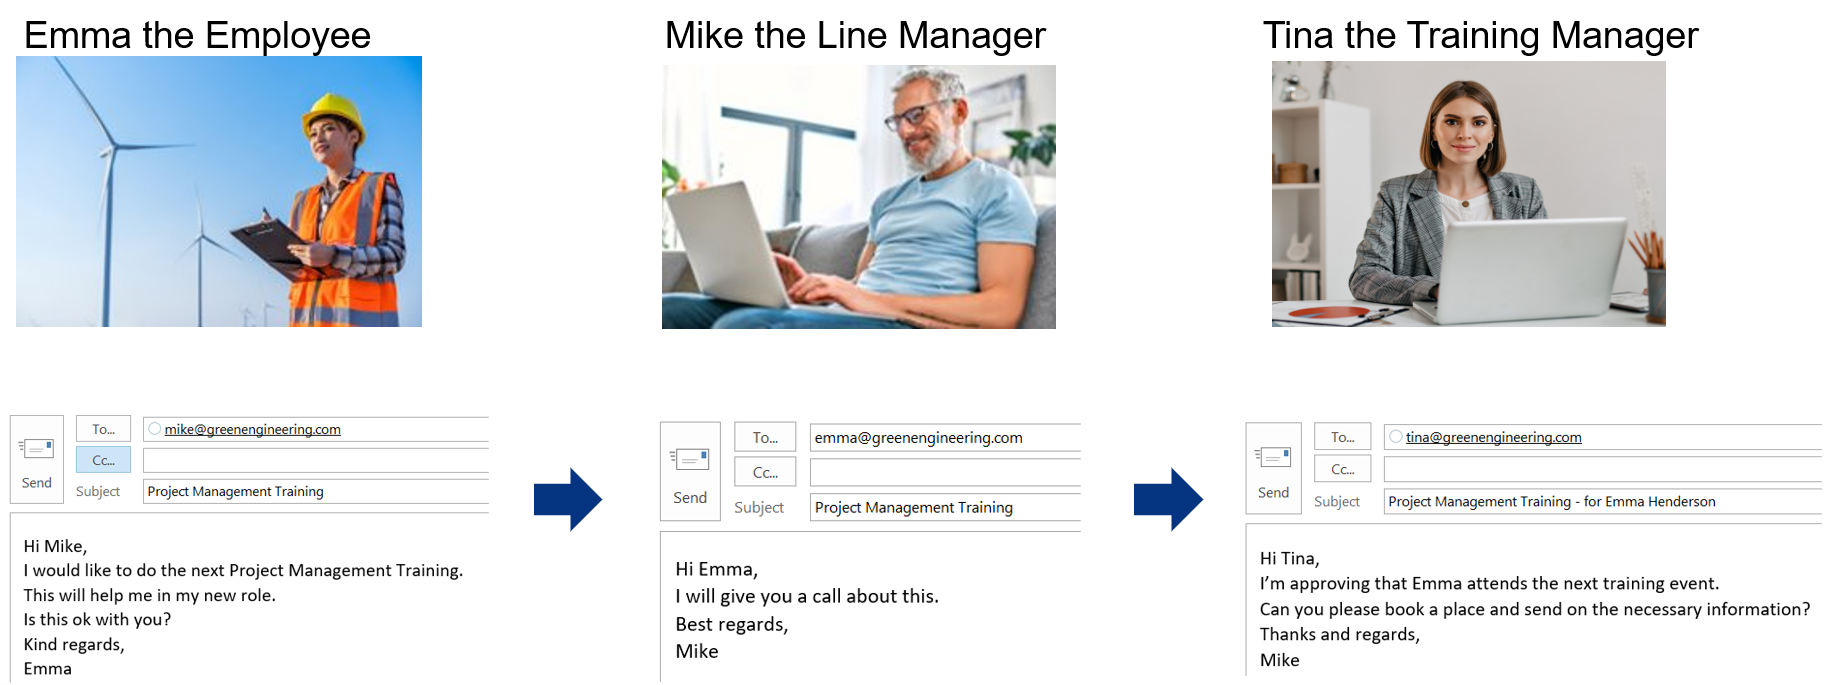 Emma the Employee
Mike the Line Manager
Tina the Training Manager
To...
mike@greenengineering.com
Cc...
Send
Subject
Project Management Training
Hi Mike,
I would like to do the next Project Management Training.
This will help me in my new role.
Is this ok with you?
Kind regards,
Emma
To...
emma@greenengineering.com
Cc...
Send
Subject
Project Management Training
Hi Emma,
I will give you a call about this.
Best regards,
Mike
To...
tina@greenengineering.com
Cc...
Send
Subject
Project Management Training - for Emma Henderson
Hi Tina,
I'm approving that Emma attends the next training event.
Can you please book a place and send on the necessary information?
Thanks and regards,
Mike